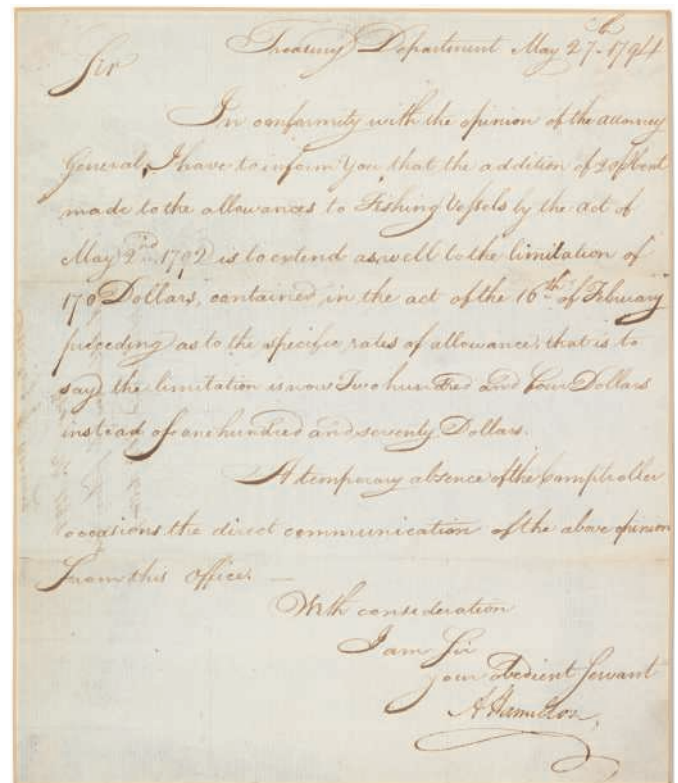 Treasury Department May 27th 1794
Sir
In conformity with the opinion of the attorney
General, I have to inform You that the addition of 20 P Cent
made to the allowances to Fishing Vessels by the act of
May 2nd 1792 is to extend as well to the limitation of
170 Dollars, contained in the act of the 16th of February
preceding as to the specific rates of allowance; that is to
say the limitation is now Two hundred and four Dollars
instead of one hundred and seventy Dollars.
A temporary absence of the Comptroller
occasions the direct communication of the above opinion
from this office. —
With consideration
I am Sir
your obedient Servant
A Hamilton